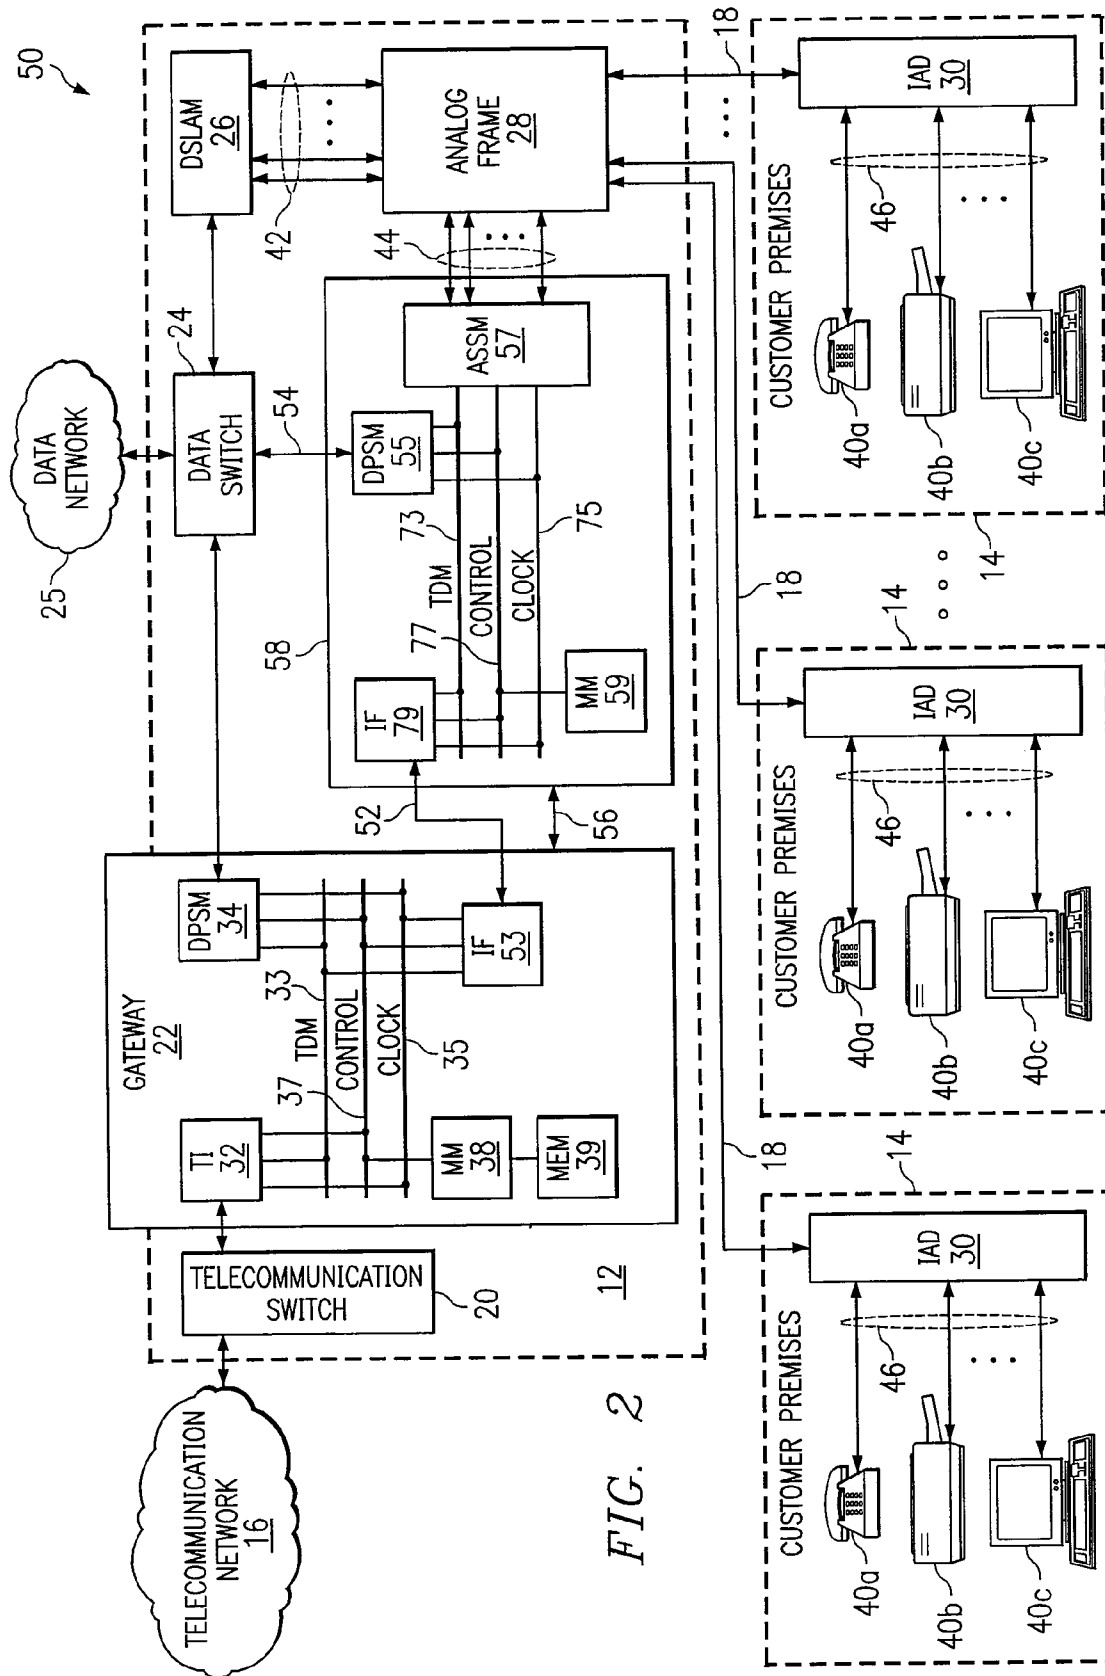 50
DATA
NETWORK
25
TELECOMMUNICATION
NETWORK
16
TELECOMMUNICATION
SWITCH
20
12
GATEWAY
22
TI
32
DPSM
34
33
TDM
CONTROL
CLOCK
37
35
MM
38
MEM
39
IF
53
52
56
DATA
SWITCH
24
54
58
IF
79
DPSM
55
73
TDM
CONTROL
CLOCK
77
75
MM
59
ASSM
57
DSLAM
26
42
44
ANALOG
FRAME
28
18
18
18
14
CUSTOMER PREMISES
IAD
30
46
40a
40b
40c
14
CUSTOMER PREMISES
IAD
30
46
40a
40b
40c
14
CUSTOMER PREMISES
IAD
30
46
40a
40b
40c
FIG. 2